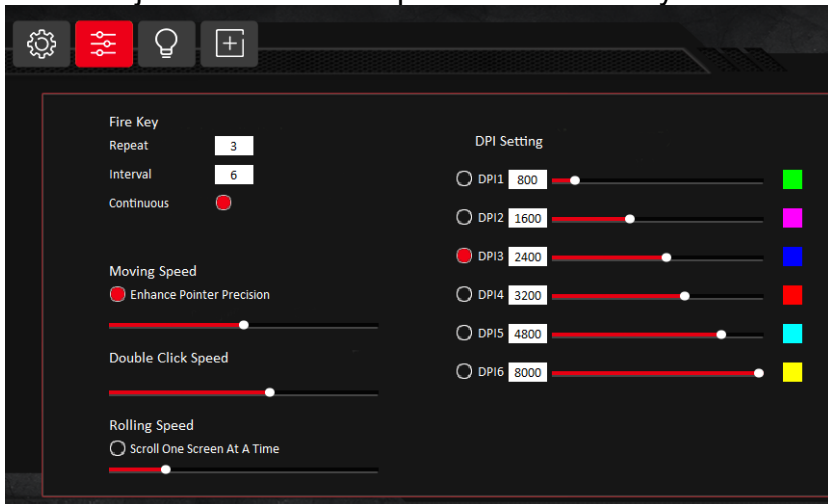 Fire Key
Repeat 3
Interval 6
Continuous
Moving Speed
Enhance Pointer Precision
Double Click Speed
Rolling Speed
Scroll One Screen At A Time
DPI Setting
DPI1 800
DPI2 1600
DPI3 2400
DPI4 3200
DPI5 4800
DPI6 8000